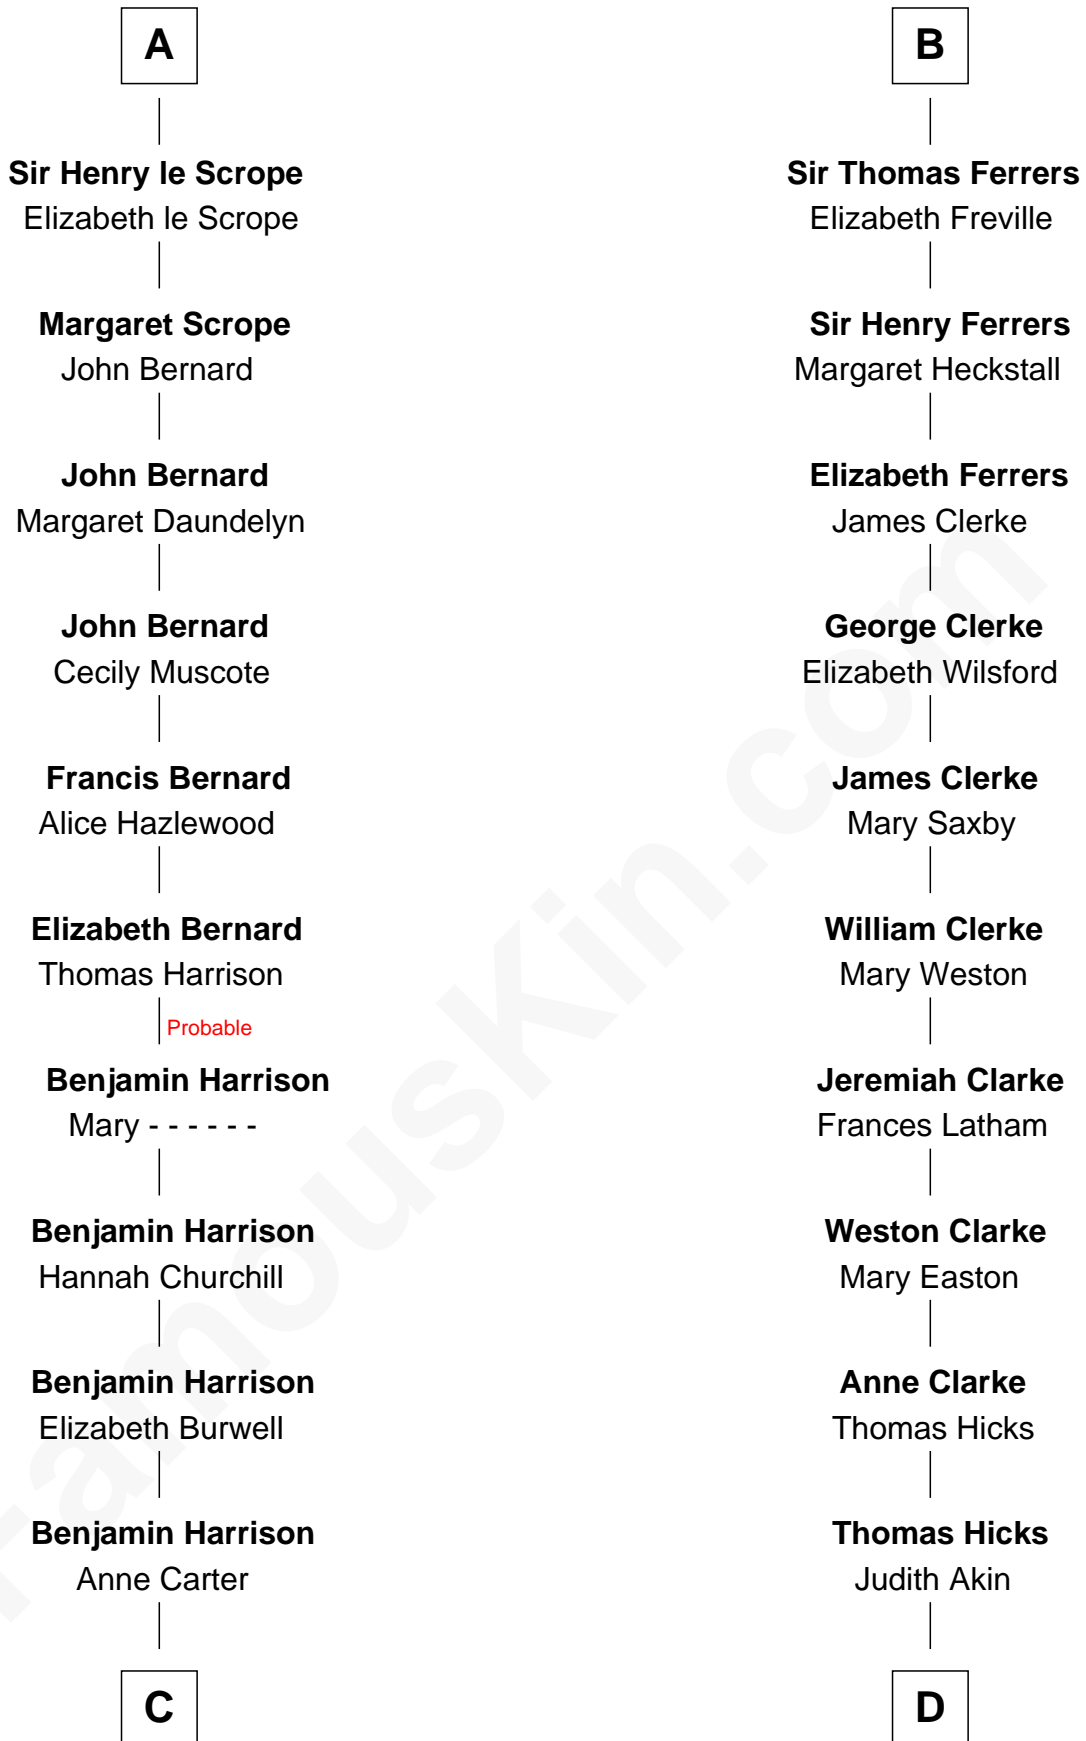 A
Sir Henry le Scrope
Elizabeth le Scrope
Margaret Scrope
John Bernard
John Bernard
Margaret Daundelyn
John Bernard
Cecily Muscote
Francis Bernard
Alice Hazlewood
Elizabeth Bernard
Thomas Harrison
Probable
Benjamin Harrison
Mary - - - - - -
Benjamin Harrison
Hannah Churchill
Benjamin Harrison
Elizabeth Burwell
Benjamin Harrison
Anne Carter
C
B
Sir Thomas Ferrers
Elizabeth Freville
Sir Henry Ferrers
Margaret Heckstall
Elizabeth Ferrers
James Clerke
George Clerke
Elizabeth Wilsford
James Clerke
Mary Saxby
William Clerke
Mary Weston
Jeremiah Clarke
Frances Latham
Weston Clarke
Mary Easton
Anne Clarke
Thomas Hicks
Thomas Hicks
Judith Akin
D
FamousKin.com